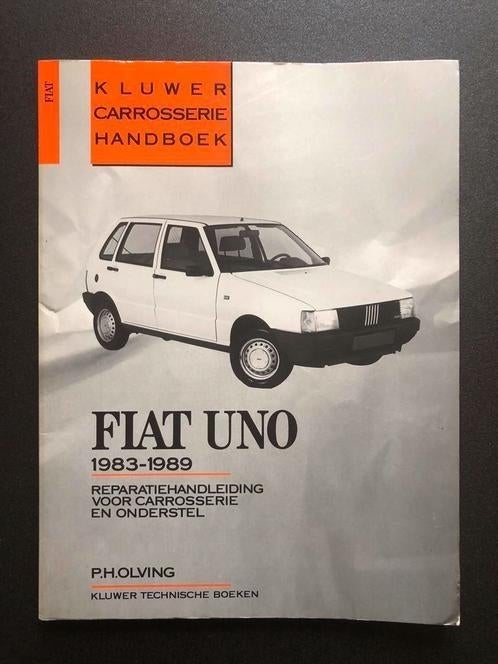 FIAT
KLUWER
CARROSSERIE
HANDBOEK
FIAT UNO
1983-1989
REPARATIEHANDLEIDING
VOOR CARROSSERIE
EN ONDERSTEL
P.H.OLVING
KLUWER TECHNISCHE BOEKEN